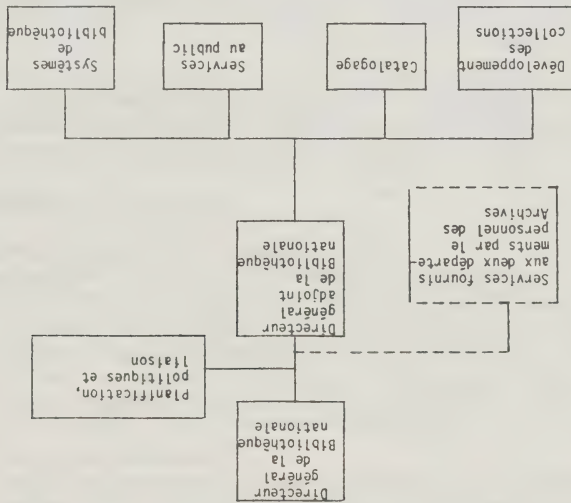 Directeur
général
de la
Bibliothèque
nationale
Planification,
politiques et
liaison
Services fournis
aux deux départe-
ments par le
personnel des
Archives
Directeur
général
adjoint
de la
Bibliothèque
nationale
Développement
des
collections
Catalogage
Services
au public
Systèmes
de
bibliothèque